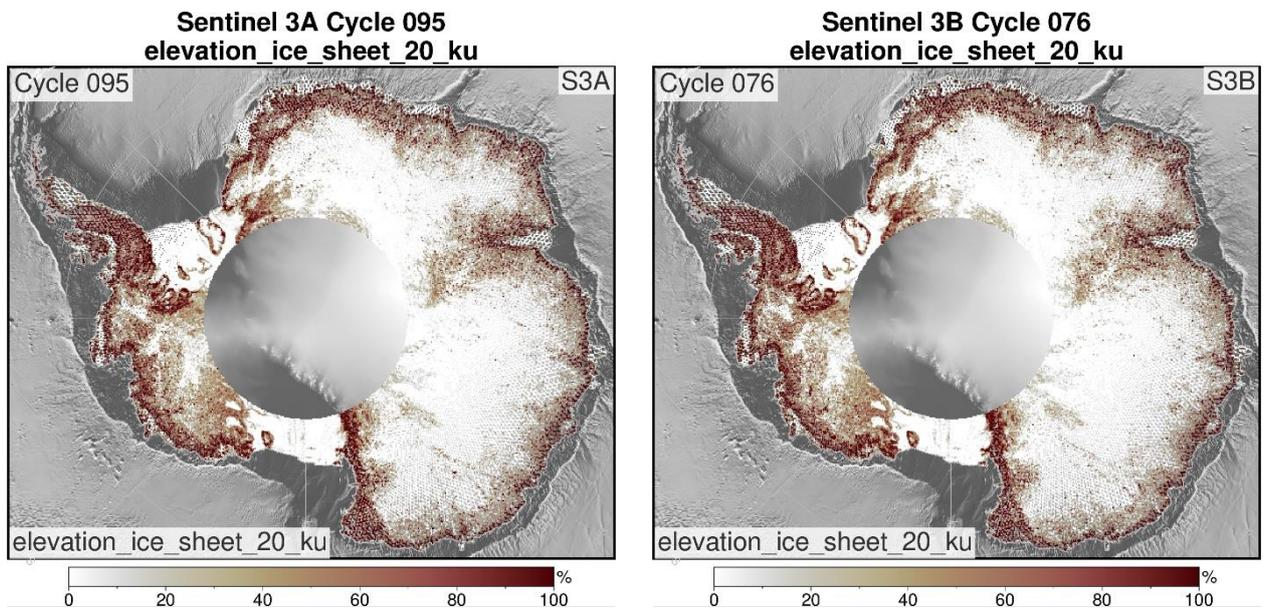 Sentinel 3A Cycle 095
elevation_ice_sheet_20_ku
Cycle 095
S3A
elevation_ice_sheet_20_ku
0 20 40 60 80 100 %
Sentinel 3B Cycle 076
elevation_ice_sheet_20_ku
Cycle 076
S3B
elevation_ice_sheet_20_ku
0 20 40 60 80 100 %